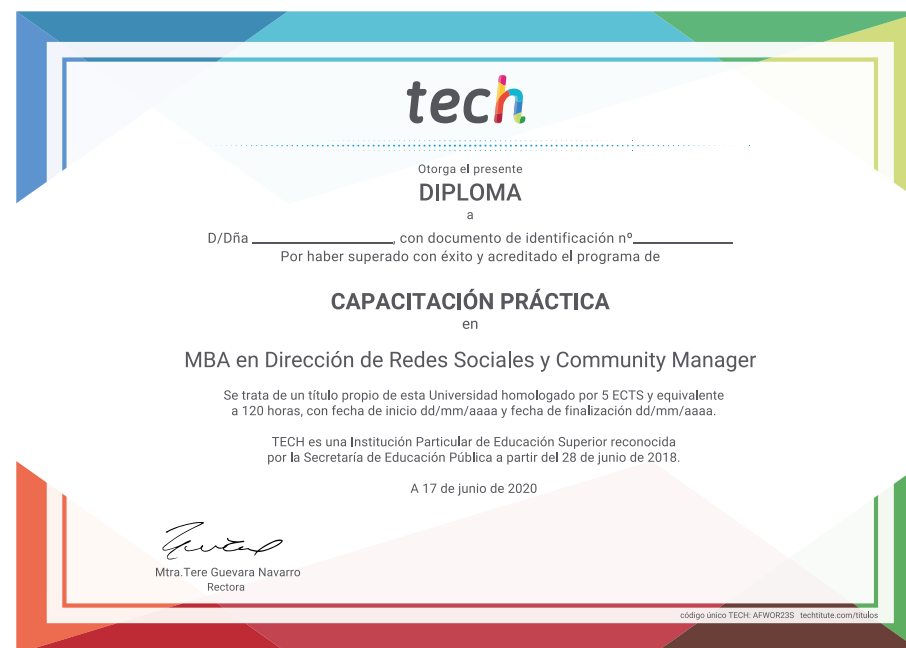 tech
Otorga el presente
DIPLOMA
a
D/Dña ____________________, con documento de identificación nº______________
Por haber superado con éxito y acreditado el programa de
CAPACITACIÓN PRÁCTICA
en
MBA en Dirección de Redes Sociales y Community Manager
Se trata de un título propio de esta Universidad homologado por 5 ECTS y equivalente
a 120 horas, con fecha de inicio dd/mm/aaaa y fecha de finalización dd/mm/aaaa.
TECH es una Institución Particular de Educación Superior reconocida
por la Secretaría de Educación Pública a partir del 28 de junio de 2018.
A 17 de junio de 2020
Mtra.Tere Guevara Navarro
Rectora
código único TECH: AFWOR23S techtitute.com/titulos